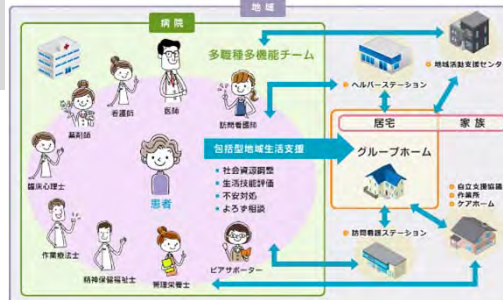 地域
病院
多職種多機能チーム
地域活動支援センタ
医師
看護師
訪問看護師
薬剤師
ヘルパーステーション
居宅
家族
包括型地域生活支援
グループホーム
社会資源調整
生活技能評価
不安対処
よろず相談
患者
臨床心理士
自立支援協議
作業所
ケアホーム
訪問看護ステーション
作業療法士
精神保健福祉士
管理栄養士
ピアサポーター